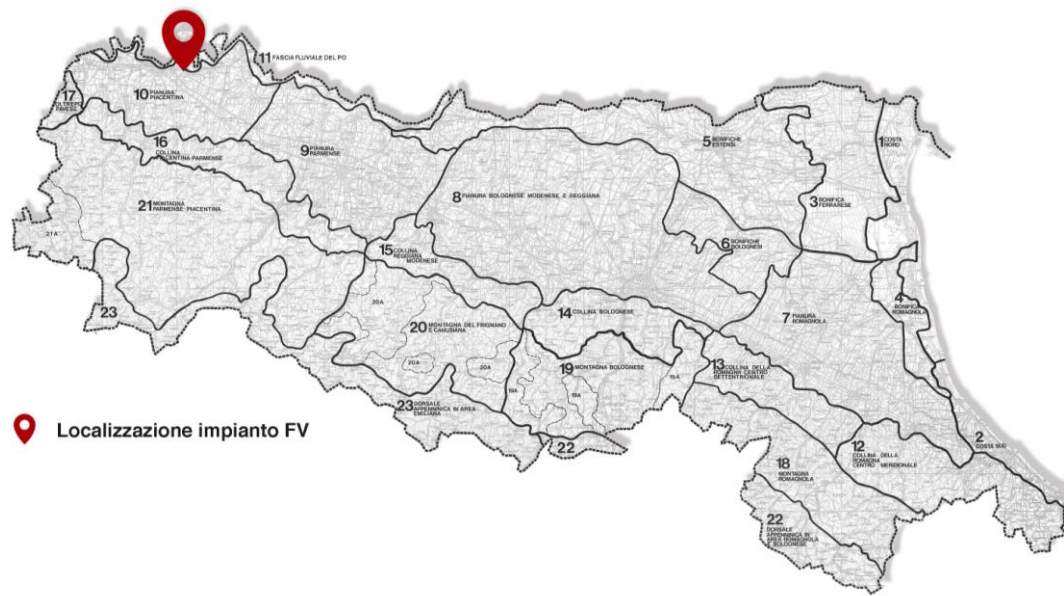 11 FASCIA FLUVIALE DEL PO
10 PIANURA
PIACENTINA
17
OLTREPO
PAVESE
16
COLLINA
PIACENTINA-PARMENSE
9 PIANURA
PARMENSE
5 BONIFICHE
ESTENSI
1 COSTA
NORD
21 MONTAGNA
PARMENSE PIACENTINA
8 PIANURA BOLOGNESE MODENESE E REGGIANA
3 BONIFICA
FERRARESE
21A
15 COLLINA
REGGIANA
MODENESE
6 BONIFICHE
BOLOGNESI
4
BONIFICA
ROMAGNOLA
23
20A
14 COLLINA BOLOGNESE
7 PIANURA
ROMAGNOLA
20 MONTAGNA DEL FRIGNANO
E CANUSIANA
20A
20A
19 MONTAGNA BOLOGNESE
19A
19A
19A
13 COLLINA DELLA
ROMAGNA CENTRO
SETTENTRIONALE
23 DORSALE
APPENNINICA IN AREA
EMILIANA
22
2
COSTA SUD
12
COLLINA DELLA
ROMAGNA
CENTRO MERIDIONALE
18
MONTAGNA
ROMAGNOLA
22
DORSALE
APPENNINICA IN
AREA ROMAGNOLA
E BOLOGNESE
Localizzazione impianto FV